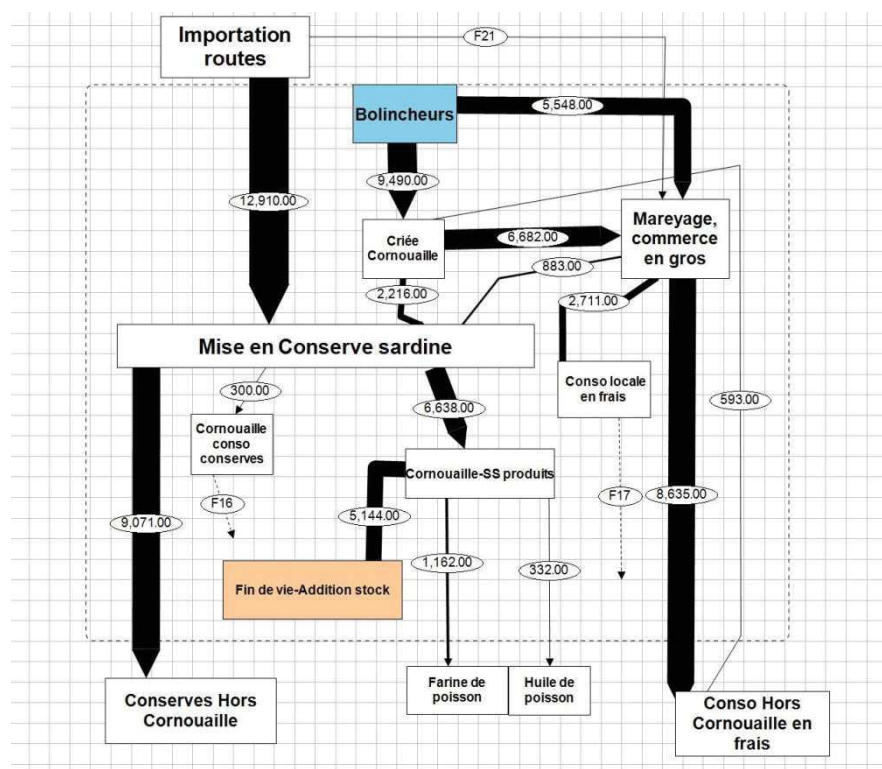 Importation
routes
F21
Bolincheurs
5,548.00
9,490.00
12,910.00
Criée
Cornouaille
6,682.00
Mareyage,
commerce
en gros
883.00
2,216.00
2,711.00
Mise en Conserve sardine
300.00
6,638.00
Conso locale
en frais
593.00
Cornouaille
conso
conserves
Cornouaille-SS produits
F16
F17
8,635.00
9,071.00
5,144.00
1,162.00
332.00
Fin de vie-Addition stock
Conserves Hors
Cornouaille
Farine de
poisson
Huile de
poisson
Conso Hors
Cornouaille en
frais